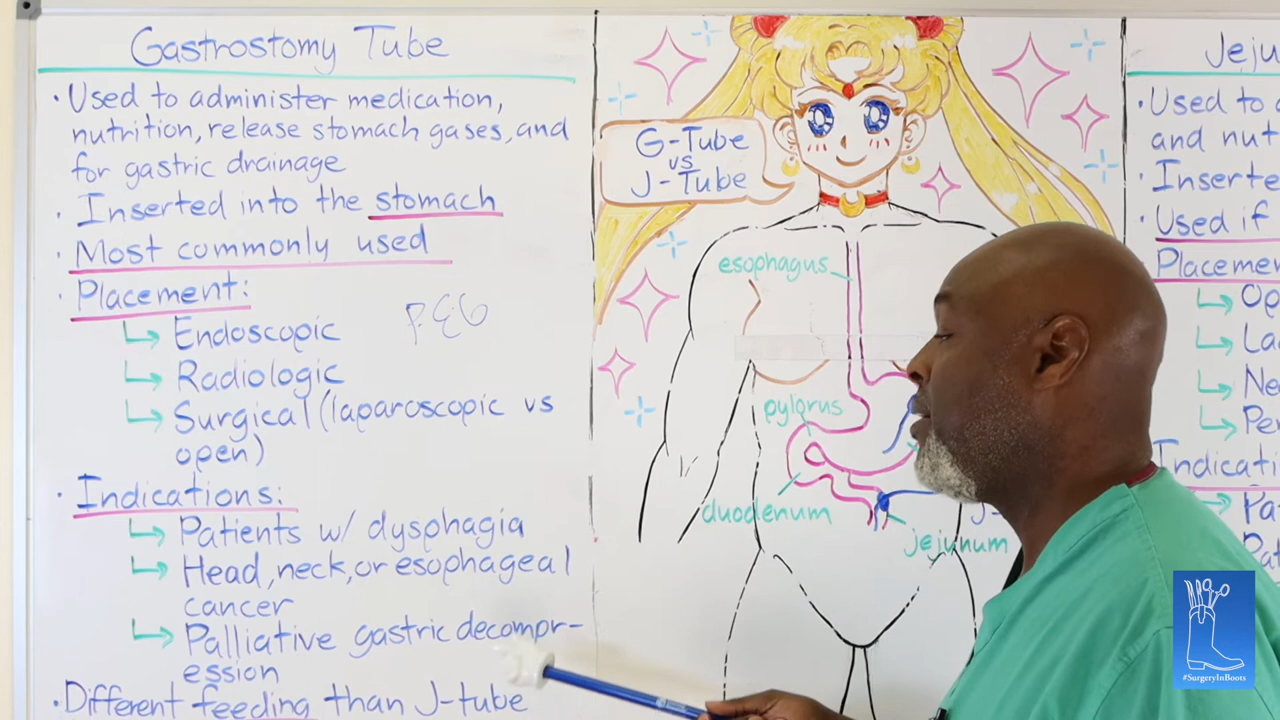 Gastrostomy Tube
• Used to administer medication,
nutrition, release stomach gases, and
for gastric drainage
• Inserted into the stomach
• Most commonly used
• Placement:
↳ Endoscopic
PEG
↳ Radiologic
↳ Surgical (laparoscopic vs
open)
• Indications:
↳ Patients w/ dysphagia
↳ Head, neck, or esophageal
cancer
↳ Palliative gastric decompr-
ession
• Different feeding than J-tube
G-Tube
vs
J-Tube
esophagus
pylorus
duodenum
jejunum
J-
Jeju
• Used to
and nut
• Inserte
• Used if
• Placemen
↳ Op
↳ La
↳ Ne
↳ Per
Indicati
↳ Pa
#SurgeryInBoots